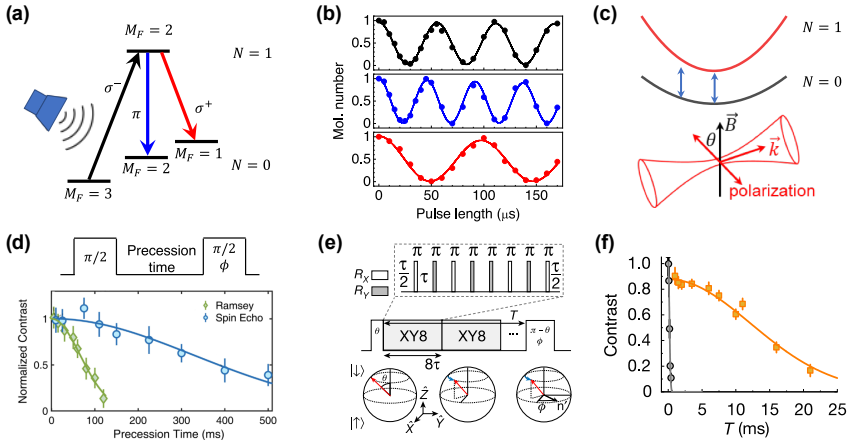 (a)
M_F = 2
N = 1
σ⁻
π
σ⁺
M_F = 1
M_F = 2
N = 0
M_F = 3
(b)
Mol. number
1
0.5
0
1
0.5
0
1
0.5
0
0 50 100 150
Pulse length (μs)
(c)
N = 1
N = 0
θ
B⃗
k⃗
polarization
(d)
π/2
Precession
time
π/2
ϕ
Normalized Contrast
1
0.5
0
Ramsey
Spin Echo
0 100 200 300 400 500
Precession Time (ms)
(e)
π π π π π π π π
R_X
R_Y
τ/2
τ
τ/2
T
θ
XY8
XY8
...
π − θ
ϕ
8τ
|↓⟩
θ
|↑⟩
Ẑ
X̂
Ŷ
ϕ
n̂′
(f)
Contrast
1.0
0.8
0.6
0.4
0.2
0.0
0 5 10 15 20 25
T (ms)